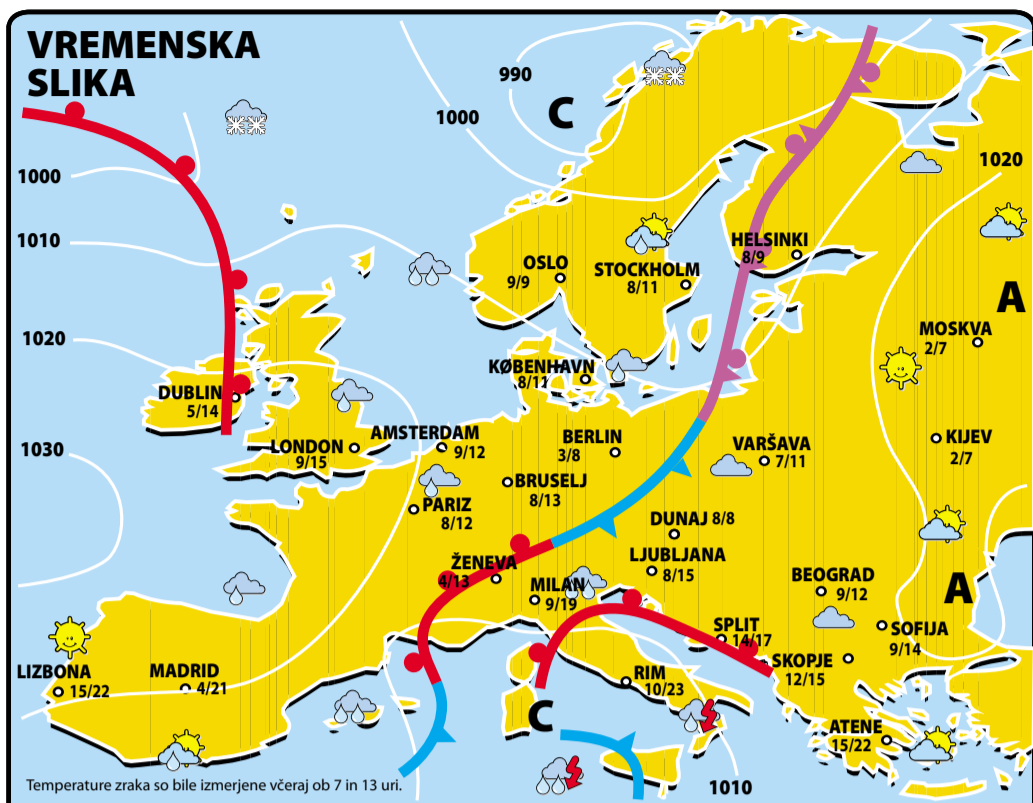 VREMENSKA
SLIKA
990
C
1000
1020
1000
1010
HELSINKI
8/9
OSLO
9/9
STOCKHOLM
8/11
A
MOSKVA
2/7
1020
KØBENHAVN
8/11
DUBLIN
5/14
LONDON
9/15
AMSTERDAM
9/12
BERLIN
3/8
VARŠAVA
7/11
KIJEV
2/7
1030
BRUSELJ
8/13
PARIZ
8/12
DUNAJ 8/8
LJUBLJANA
8/15
ŽENEVA
4/13
MILAN
9/19
BEOGRAD
9/12
A
SPLIT
14/17
SOFIJA
9/14
LIZBONA
15/22
MADRID
4/21
RIM
10/23
SKOPJE
12/15
C
ATENE
15/22
Temperature zraka so bile izmerjene včeraj ob 7 in 13 uri.
1010